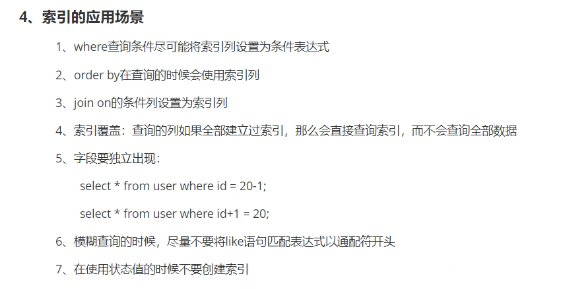 4、索引的应用场景
1、where查询条件尽可能将索引列设置为条件表达式
2、order by在查询的时候会使用索引列
3、join on的条件列设置为索引列
4、索引覆盖：查询的列如果全部建立过索引，那么会直接查询索引，而不会查询全部数据
5、字段要独立出现：
select * from user where id = 20-1;
select * from user where id+1 = 20;
6、模糊查询的时候，尽量不要将like语句匹配表达式以通配符开头
7、在使用状态值的时候不要创建索引